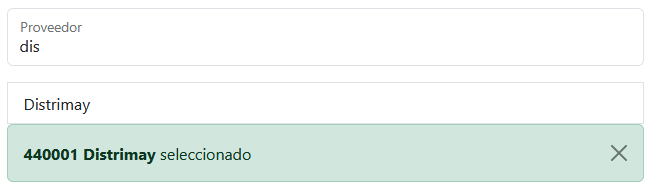 Proveedor
dis
Distrimay
440001 Distrimay seleccionado